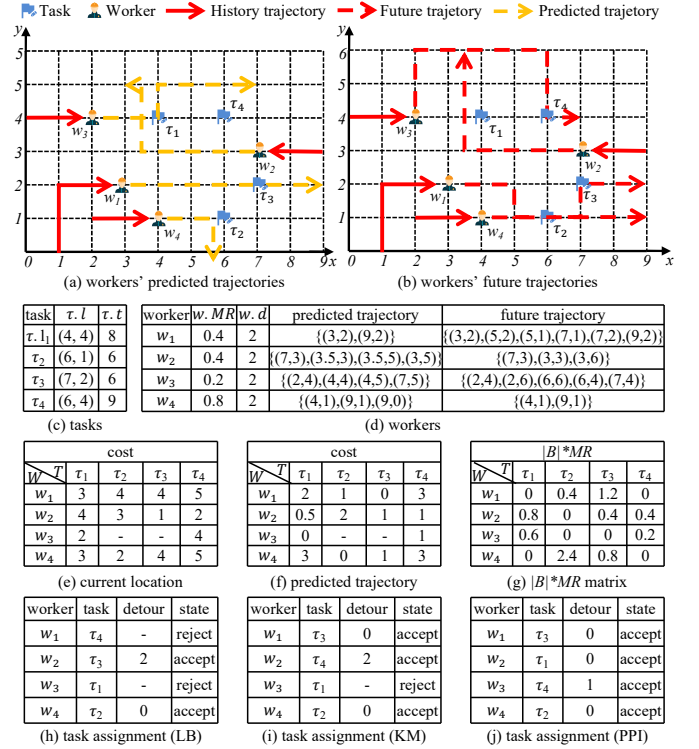 y Task Worker History trajectory Future trajetory Predicted trajetory y
5 6
5 5
4 4
3 3
2 2
1 1
w3 τ1 τ4 w2 w1 τ3 w4 τ2
w3 τ1 τ4 w2 w1 τ3 w4 τ2
0 1 2 3 4 5 6 7 8 9 x 0 1 2 3 4 5 6 7 8 9 x
(a) workers' predicted trajectories (b) workers' future trajectories
task τ.l τ.t
τ.l1 (4, 4) 8
τ2 (6, 1) 6
τ3 (7, 2) 6
τ4 (6, 4) 9
(c) tasks
worker w.MR w.d predicted trajectory future trajectory
w1 0.4 2 {(3,2),(9,2)} {(3,2),(5,2),(5,1),(7,1),(7,2),(9,2)}
w2 0.4 2 {(7,3),(3.5,3),(3.5,5),(3,5)} {(7,3),(3,3),(3,6)}
w3 0.2 2 {(2,4),(4,4),(4,5),(7,5)} {(2,4),(2,6),(6,6),(6,4),(7,4)}
w4 0.8 2 {(4,1),(9,1),(9,0)} {(4,1),(9,1)}
(d) workers
cost
W T τ1 τ2 τ3 τ4
w1 3 4 4 5
w2 4 3 1 2
w3 2 - - 4
w4 3 2 4 5
(e) current location
cost
W T τ1 τ2 τ3 τ4
w1 2 1 0 3
w2 0.5 2 1 1
w3 0 - - 1
w4 3 0 1 3
(f) predicted trajectory
|B|*MR
W T τ1 τ2 τ3 τ4
w1 0 0.4 1.2 0
w2 0.8 0 0.4 0.4
w3 0.6 0 0 0.2
w4 0 2.4 0.8 0
(g) |B|*MR matrix
worker task detour state
w1 τ4 - reject
w2 τ3 2 accept
w3 τ1 - reject
w4 τ2 0 accept
(h) task assignment (LB)
worker task detour state
w1 τ3 0 accept
w2 τ4 2 accept
w3 τ1 - reject
w4 τ2 0 accept
(i) task assignment (KM)
worker task detour state
w1 τ3 0 accept
w2 τ1 0 accept
w3 τ4 1 accept
w4 τ2 0 accept
(j) task assignment (PPI)